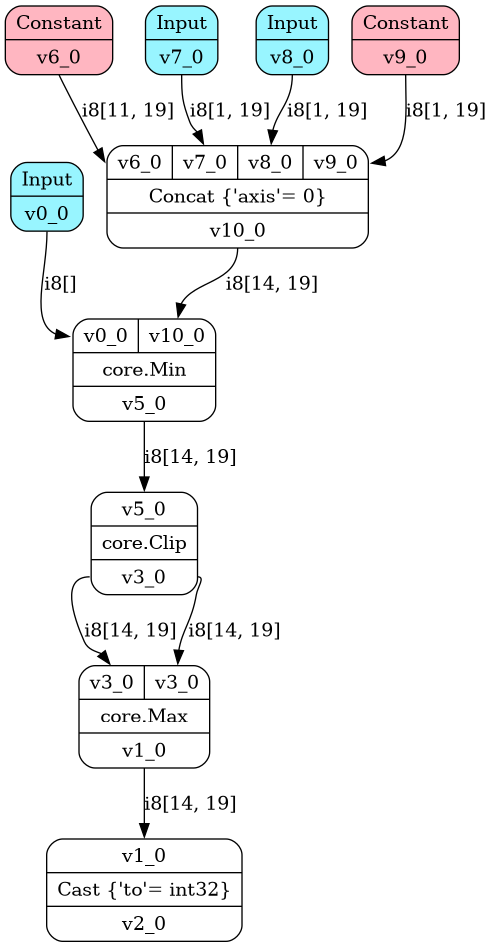 Constant
v6_0
Input
v7_0
Input
v8_0
Constant
v9_0
i8[11, 19]
i8[1, 19]
i8[1, 19]
i8[1, 19]
Input
v0_0
v6_0 v7_0 v8_0 v9_0
Concat {'axis'= 0}
v10_0
i8[]
i8[14, 19]
v0_0 v10_0
core.Min
v5_0
i8[14, 19]
v5_0
core.Clip
v3_0
i8[14, 19]
i8[14, 19]
v3_0 v3_0
core.Max
v1_0
i8[14, 19]
v1_0
Cast {'to'= int32}
v2_0